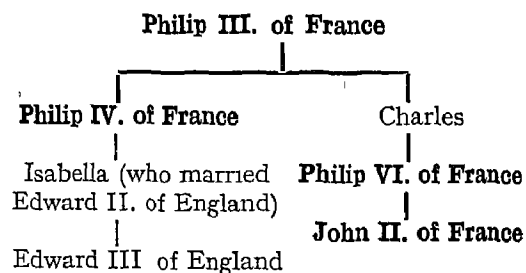 Philip III. of France
Philip IV. of France
Charles
Isabella (who married
Edward II. of England)
Philip VI. of France
John II. of France
Edward III of England